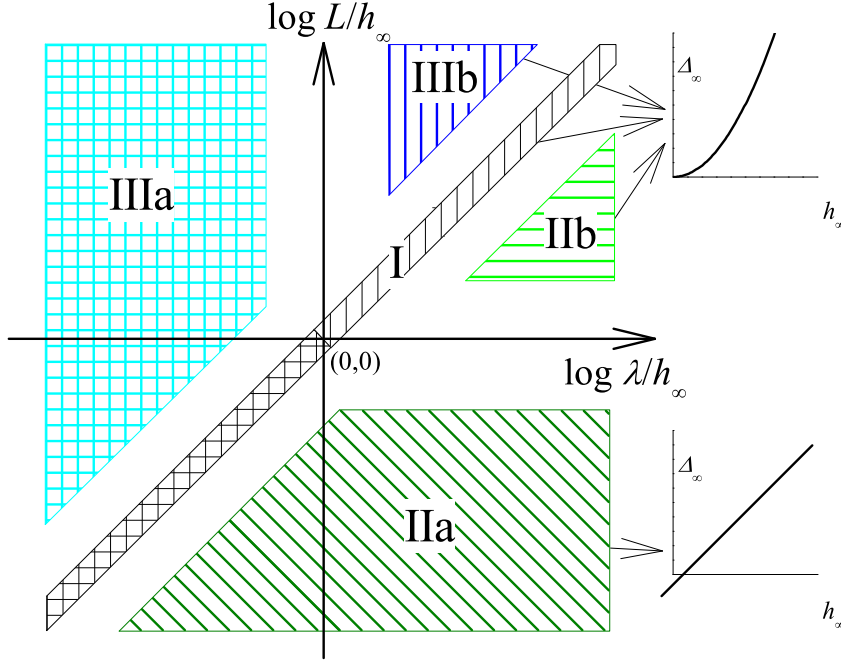 log L/h∞
IIIb
Δ∞
IIIa
h∞
IIb
I
(0,0)
log λ/h∞
Δ∞
IIa
h∞